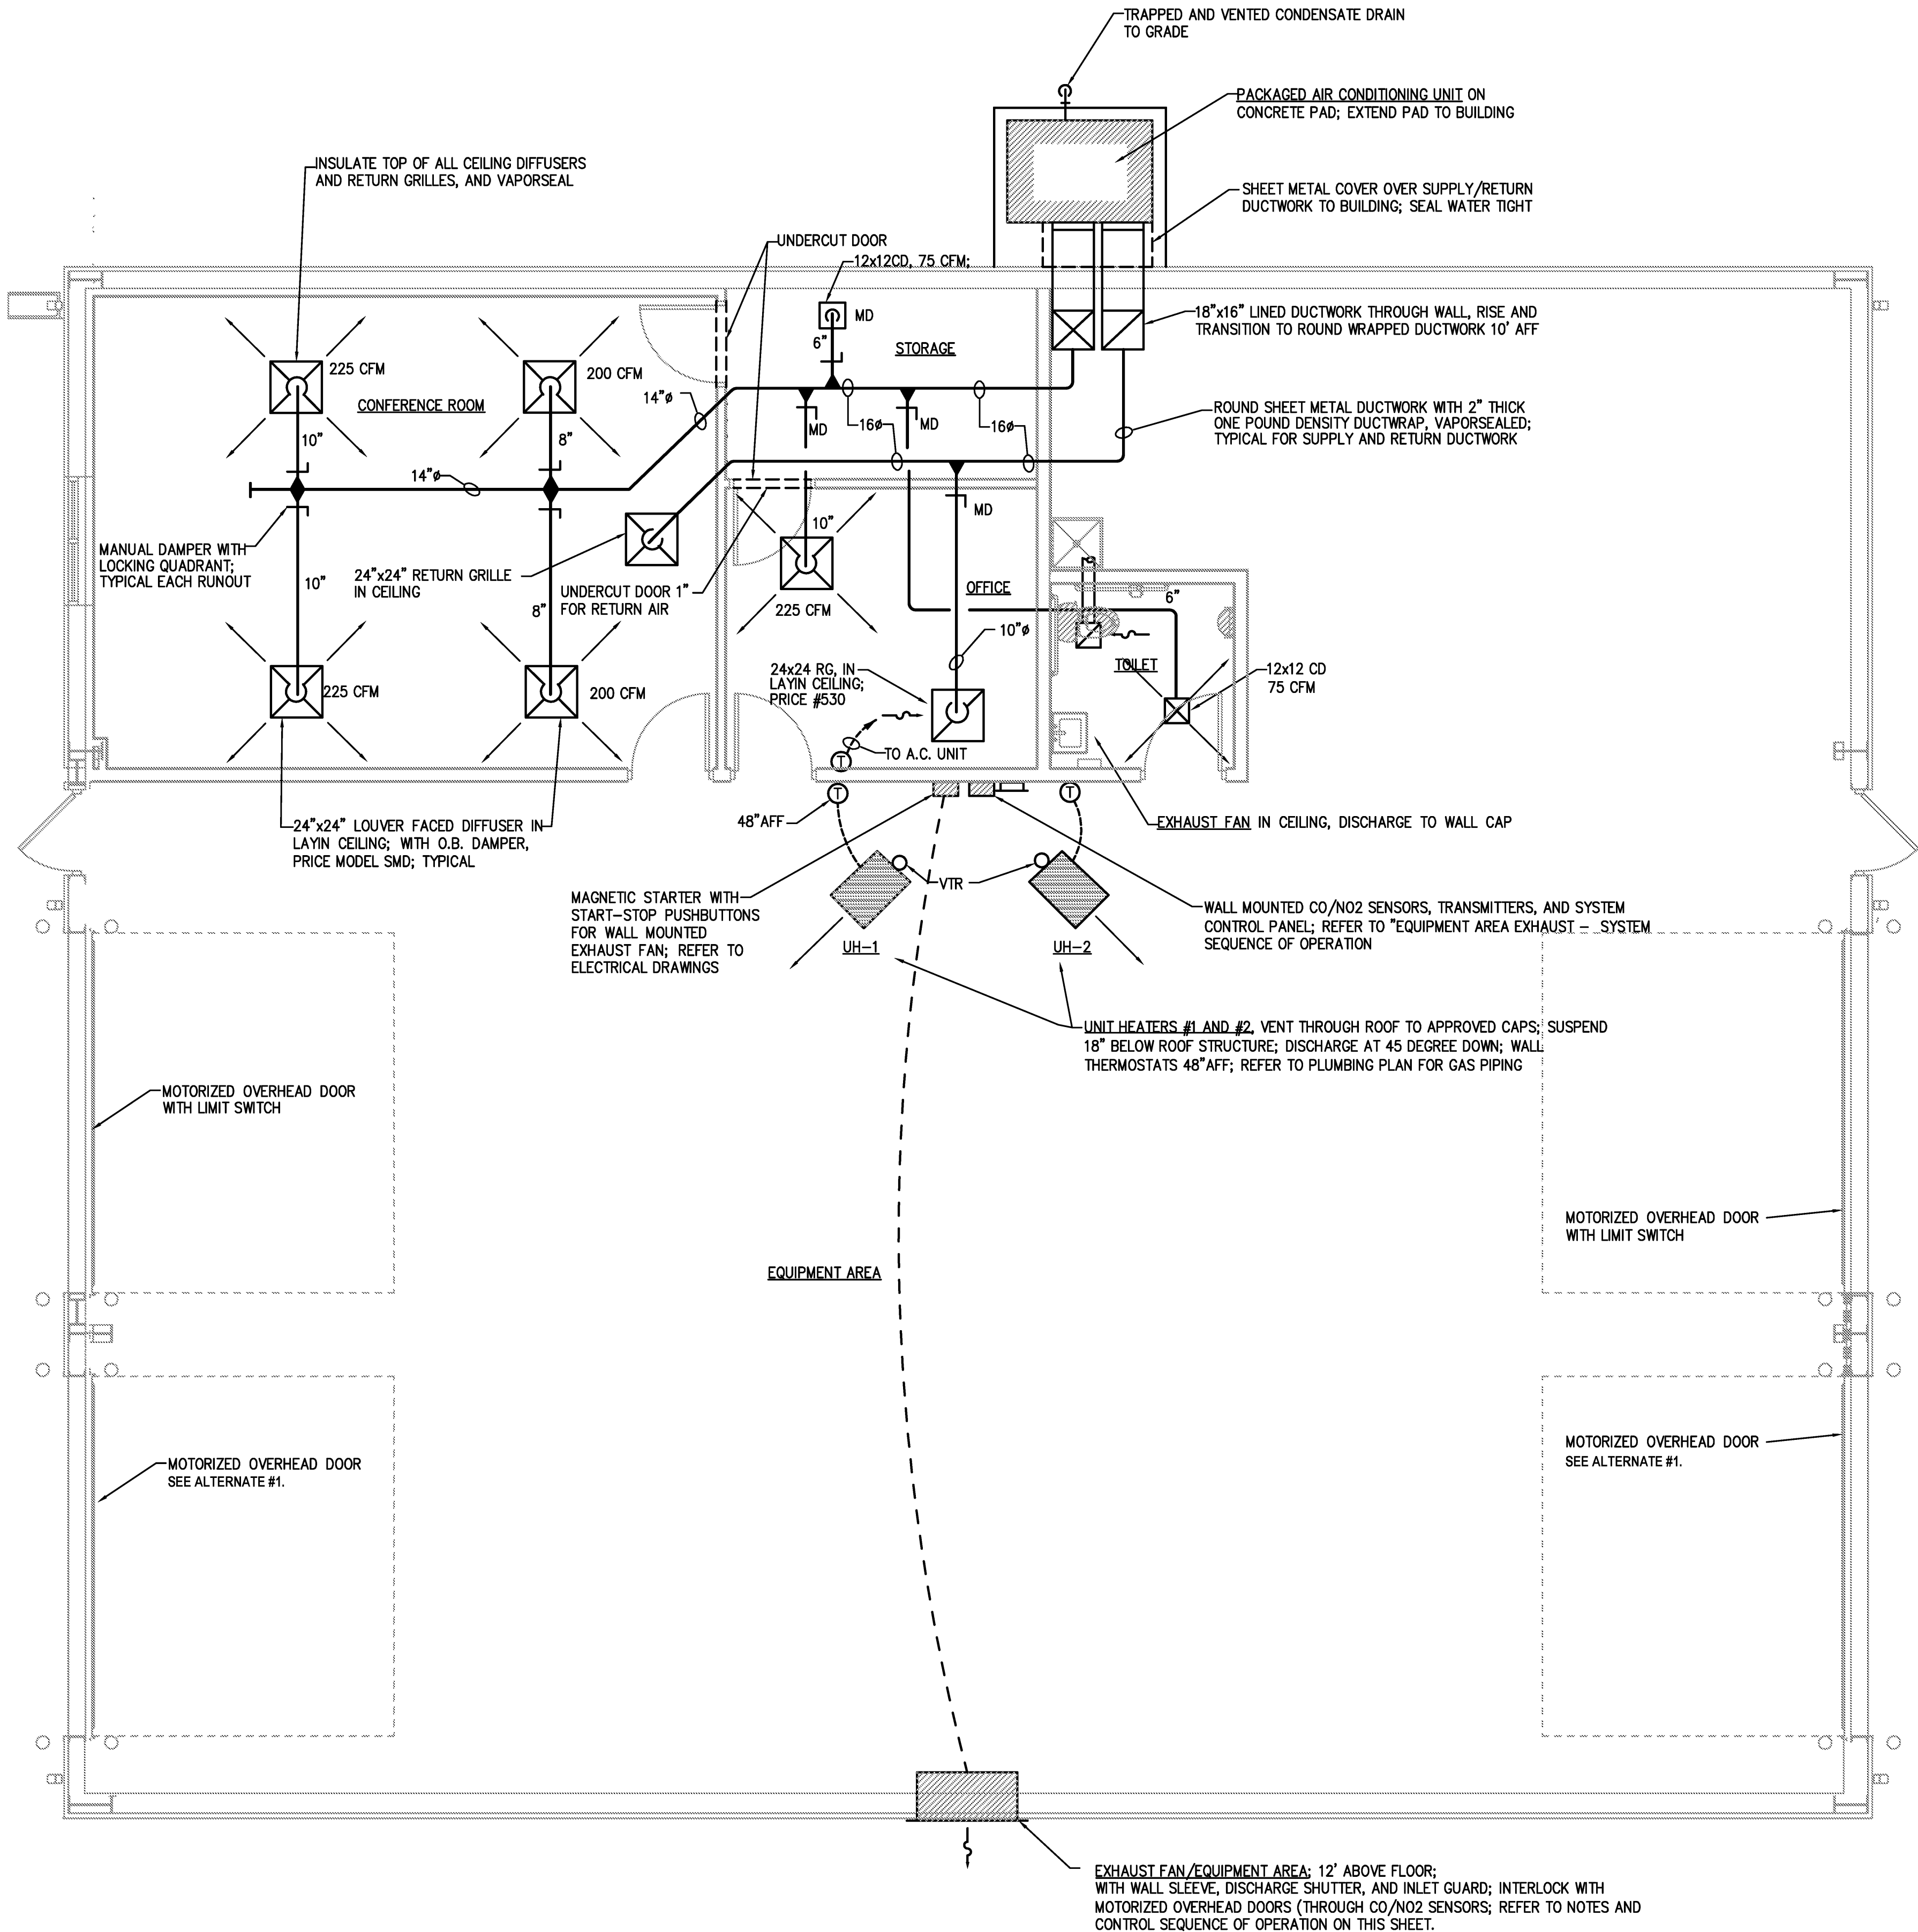 TRAPPED AND VENTED CONDENSATE DRAIN
TO GRADE
PACKAGED AIR CONDITIONING UNIT ON
CONCRETE PAD; EXTEND PAD TO BUILDING
INSULATE TOP OF ALL CEILING DIFFUSERS
AND RETURN GRILLES, AND VAPORSEAL
SHEET METAL COVER OVER SUPPLY/RETURN
DUCTWORK TO BUILDING; SEAL WATER TIGHT
UNDERCUT DOOR
12x12CD, 75 CFM;
MD
6"
STORAGE
18"x16" LINED DUCTWORK THROUGH WALL, RISE AND
TRANSITION TO ROUND WRAPPED DUCTWORK 10' AFF
225 CFM
200 CFM
CONFERENCE ROOM
14"ø
MD
16ø
MD
16ø
ROUND SHEET METAL DUCTWORK WITH 2" THICK
ONE POUND DENSITY DUCTWRAP, VAPORSEALED;
TYPICAL FOR SUPPLY AND RETURN DUCTWORK
10"
8"
14"ø
MD
10"
MANUAL DAMPER WITH
LOCKING QUADRANT;
TYPICAL EACH RUNOUT
10"
24"x24" RETURN GRILLE
IN CEILING
8"
UNDERCUT DOOR 1"
FOR RETURN AIR
225 CFM
OFFICE
6"
10"ø
TOILET
12x12 CD
75 CFM
24x24 RG, IN
LAYIN CEILING;
PRICE #530
225 CFM
200 CFM
TO A.C. UNIT
T
T
T
48"AFF
24"x24" LOUVER FACED DIFFUSER IN
LAYIN CEILING; WITH O.B. DAMPER,
PRICE MODEL SMD; TYPICAL
EXHAUST FAN IN CEILING, DISCHARGE TO WALL CAP
VTR
MAGNETIC STARTER WITH
START-STOP PUSHBUTTONS
FOR WALL MOUNTED
EXHAUST FAN; REFER TO
ELECTRICAL DRAWINGS
UH-1
UH-2
WALL MOUNTED CO/NO2 SENSORS, TRANSMITTERS, AND SYSTEM
CONTROL PANEL; REFER TO "EQUIPMENT AREA EXHAUST - SYSTEM
SEQUENCE OF OPERATION
UNIT HEATERS #1 AND #2, VENT THROUGH ROOF TO APPROVED CAPS; SUSPEND
18" BELOW ROOF STRUCTURE; DISCHARGE AT 45 DEGREE DOWN; WALL
THERMOSTATS 48"AFF; REFER TO PLUMBING PLAN FOR GAS PIPING
MOTORIZED OVERHEAD DOOR
WITH LIMIT SWITCH
MOTORIZED OVERHEAD DOOR
WITH LIMIT SWITCH
EQUIPMENT AREA
MOTORIZED OVERHEAD DOOR
SEE ALTERNATE #1.
MOTORIZED OVERHEAD DOOR
SEE ALTERNATE #1.
EXHAUST FAN/EQUIPMENT AREA; 12' ABOVE FLOOR;
WITH WALL SLEEVE, DISCHARGE SHUTTER, AND INLET GUARD; INTERLOCK WITH
MOTORIZED OVERHEAD DOORS (THROUGH CO/NO2 SENSORS; REFER TO NOTES AND
CONTROL SEQUENCE OF OPERATION ON THIS SHEET.